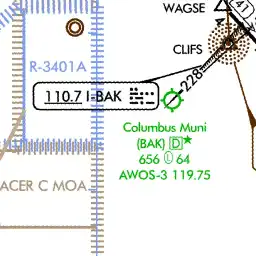 WAGSE
41
CLIFS
R-3401A
110.7 I-BAK
228
Columbus Muni
(BAK) D★
656 Ⓛ 64
AWOS-3 119.75
ACER C MOA